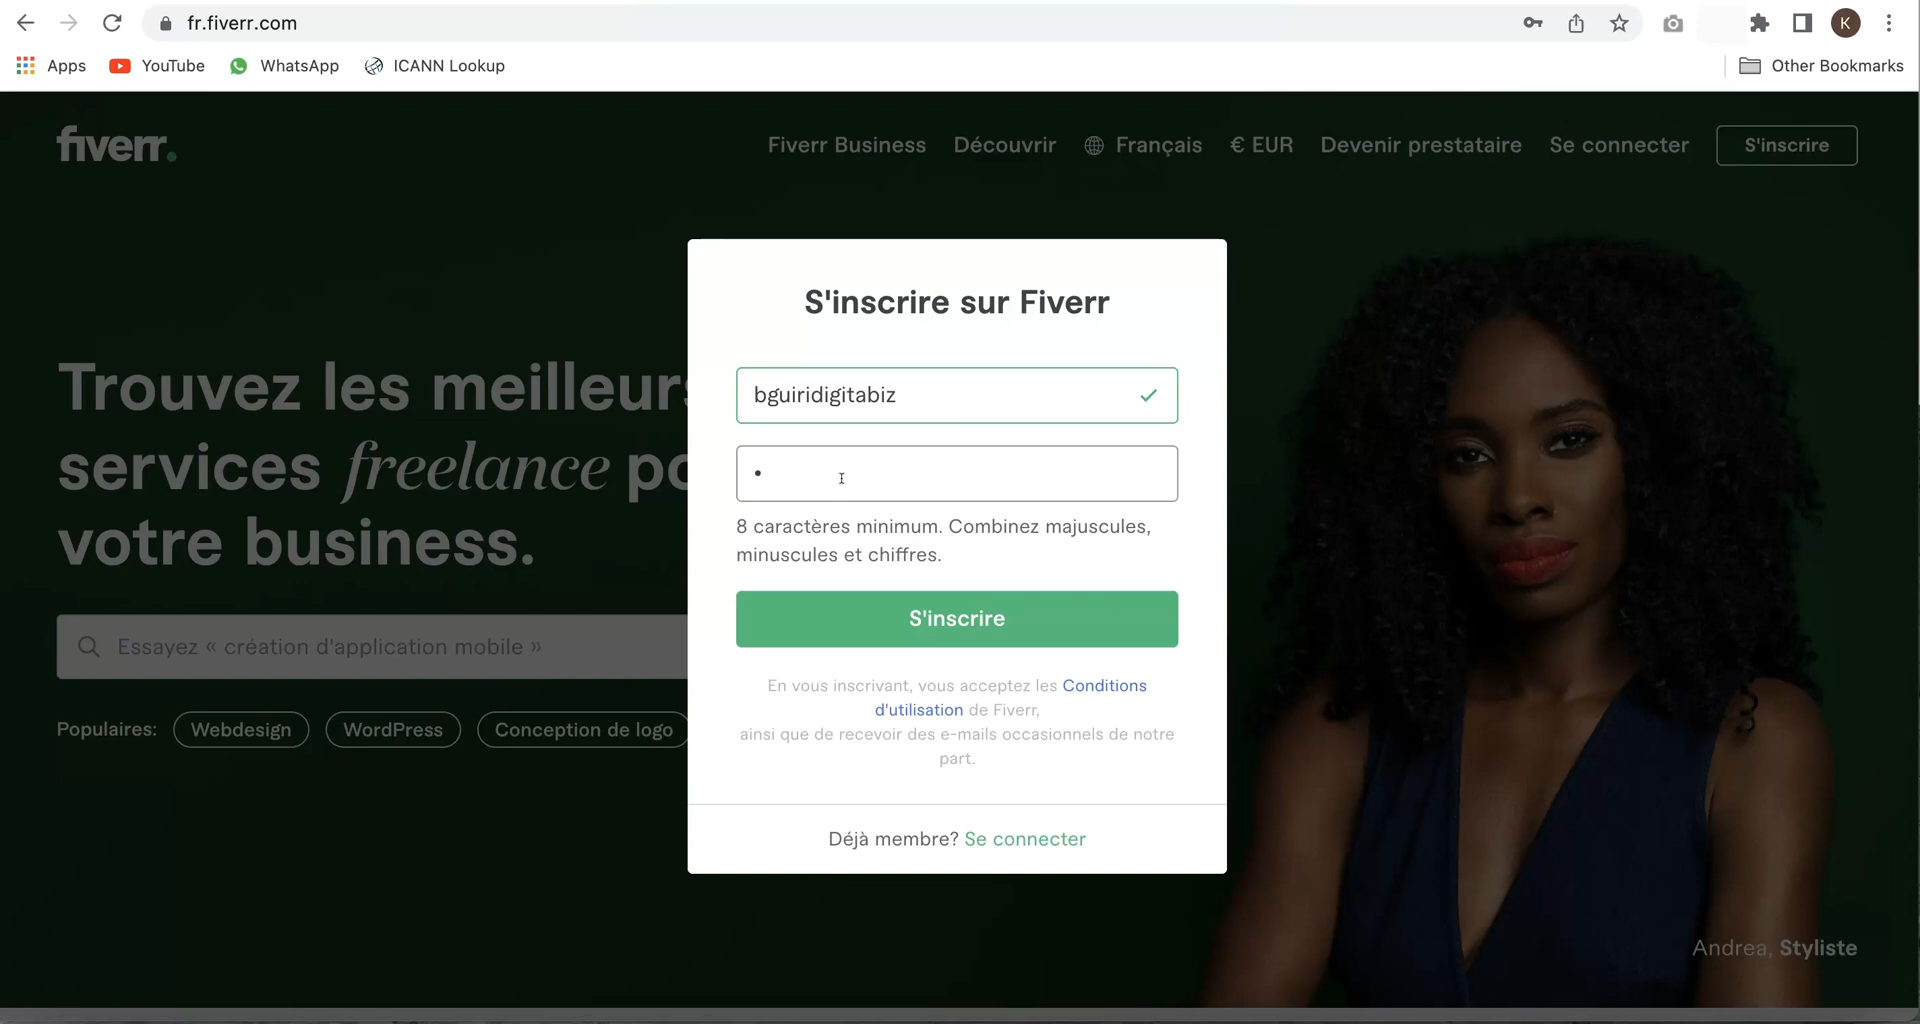 fr.fiverr.com
K
Apps
YouTube
WhatsApp
ICANN Lookup
Other Bookmarks
fiverr.
Fiverr Business
Découvrir
Français
€ EUR
Devenir prestataire
Se connecter
S'inscrire
Trouvez les meilleurs
services freelance po
votre business.
Essayez « création d'application mobile »
Populaires:
Webdesign
WordPress
Conception de logo
S'inscrire sur Fiverr
bguiridigitabiz
•
8 caractères minimum. Combinez majuscules,
minuscules et chiffres.
S'inscrire
En vous inscrivant, vous acceptez les Conditions
d'utilisation de Fiverr,
ainsi que de recevoir des e-mails occasionnels de notre
part.
Déjà membre? Se connecter
Andrea, Styliste